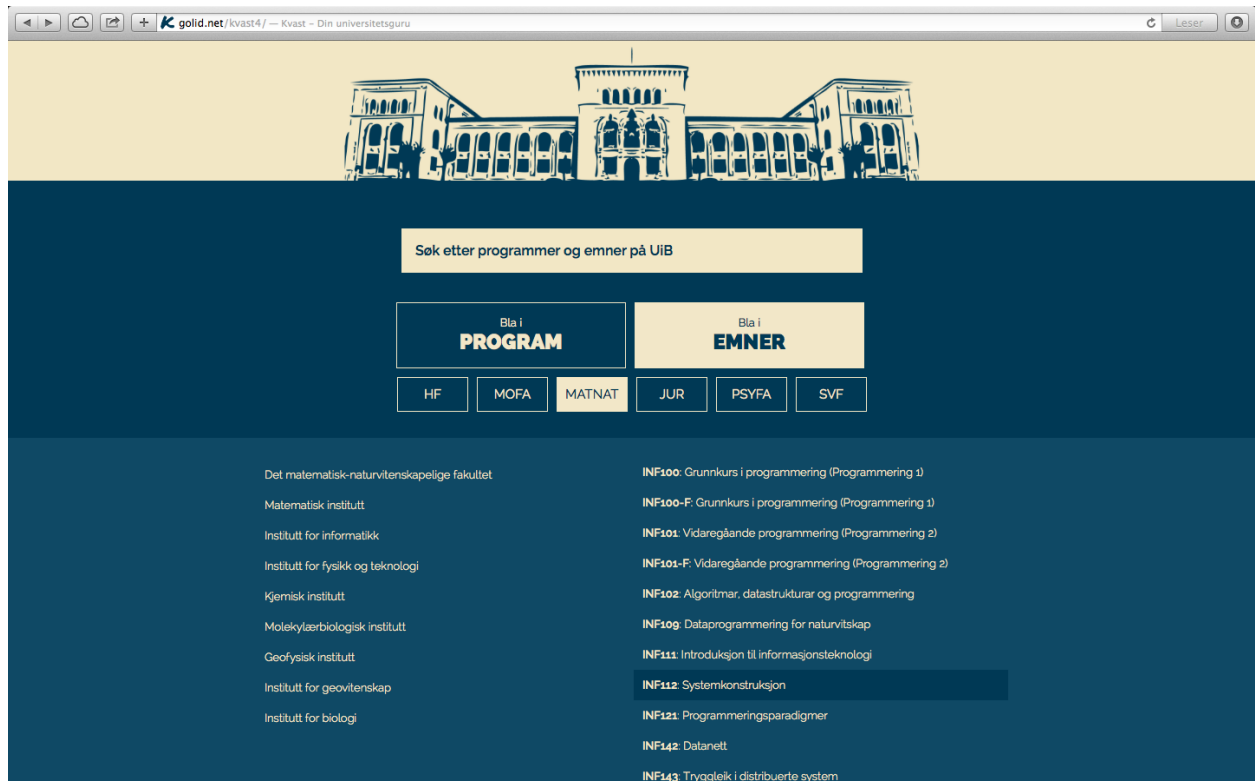 golid.net/kvast4/ — Kvast – Din universitetsguru
Leser
Søk etter programmer og emner på UiB
Bla i
PROGRAM
Bla i
EMNER
HF
MOFA
MATNAT
JUR
PSYFA
SVF
Det matematisk-naturvitenskapelige fakultet
Matematisk institutt
Institutt for informatikk
Institutt for fysikk og teknologi
Kjemisk institutt
Molekylærbiologisk institutt
Geofysisk institutt
Institutt for geovitenskap
Institutt for biologi
INF100: Grunnkurs i programmering (Programmering 1)
INF100-F: Grunnkurs i programmering (Programmering 1)
INF101: Vidaregåande programmering (Programmering 2)
INF101-F: Vidaregåande programmering (Programmering 2)
INF102: Algoritmar, datastrukturar og programmering
INF109: Dataprogrammering for naturvitskap
INF111: Introduksjon til informasjonsteknologi
INF112: Systemkonstruksjon
INF121: Programmeringsparadigmer
INF142: Datanett
INF143: Tryggleik i distribuerte system